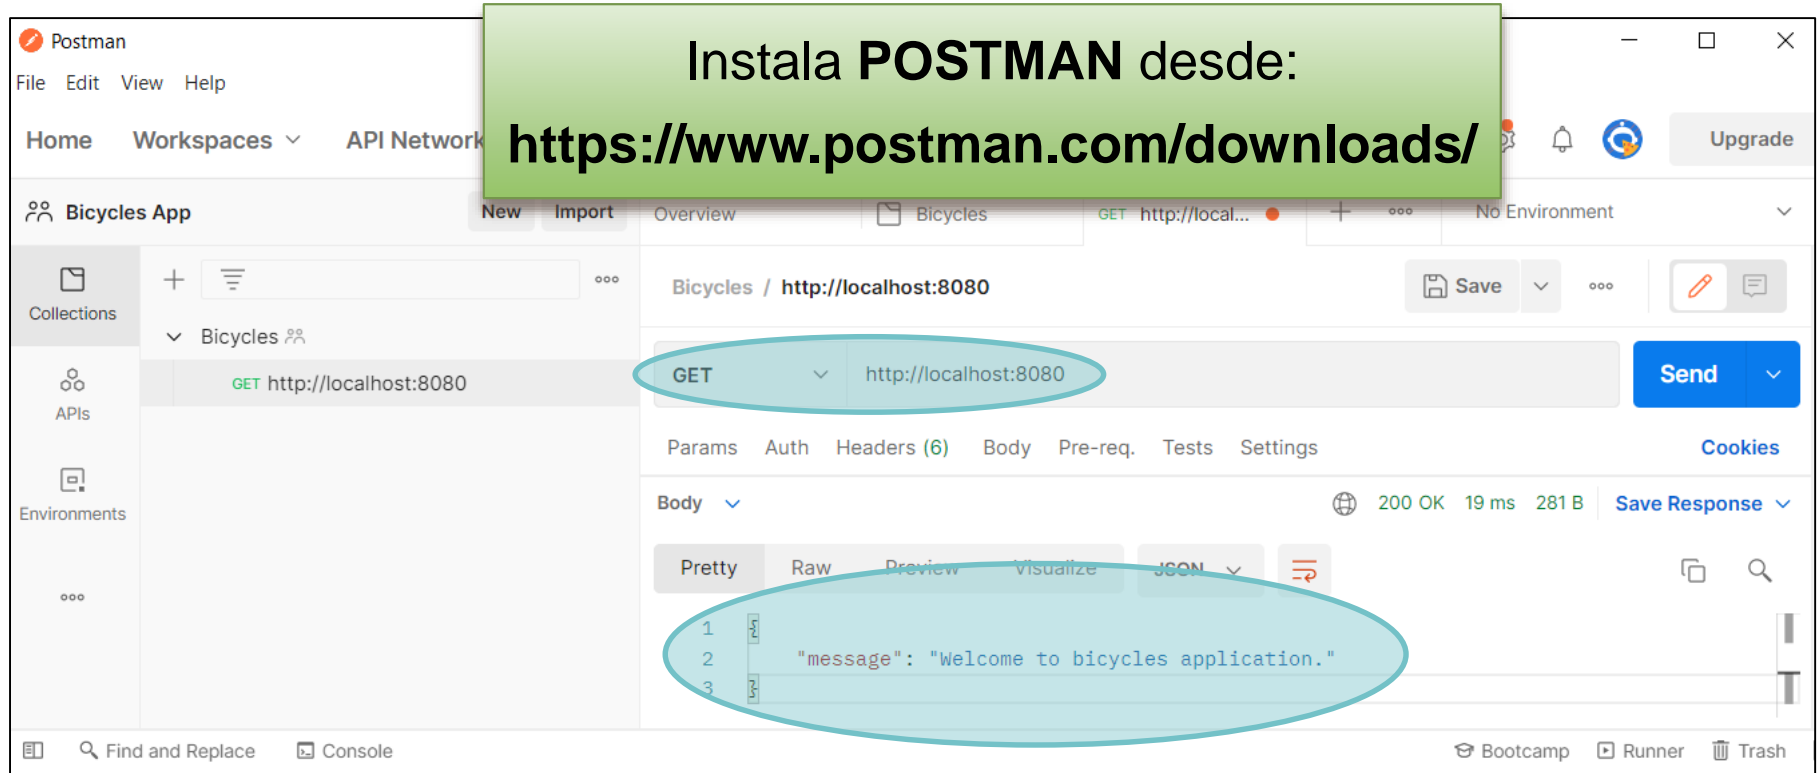 Instala POSTMAN desde:
https://www.postman.com/downloads/
Postman
File Edit View Help
Home Workspaces API Network Upgrade
Bicycles App New Import
Overview Bicycles GET http://local... No Environment
Collections
APIs
Environments
Bicycles
GET http://localhost:8080
Bicycles / http://localhost:8080 Save
GET http://localhost:8080 Send
Params Auth Headers (6) Body Pre-req. Tests Settings Cookies
Body 200 OK 19 ms 281 B Save Response
Pretty Raw Preview Visualize JSON
1 {
2 "message": "Welcome to bicycles application."
3 }
Find and Replace Console Bootcamp Runner Trash